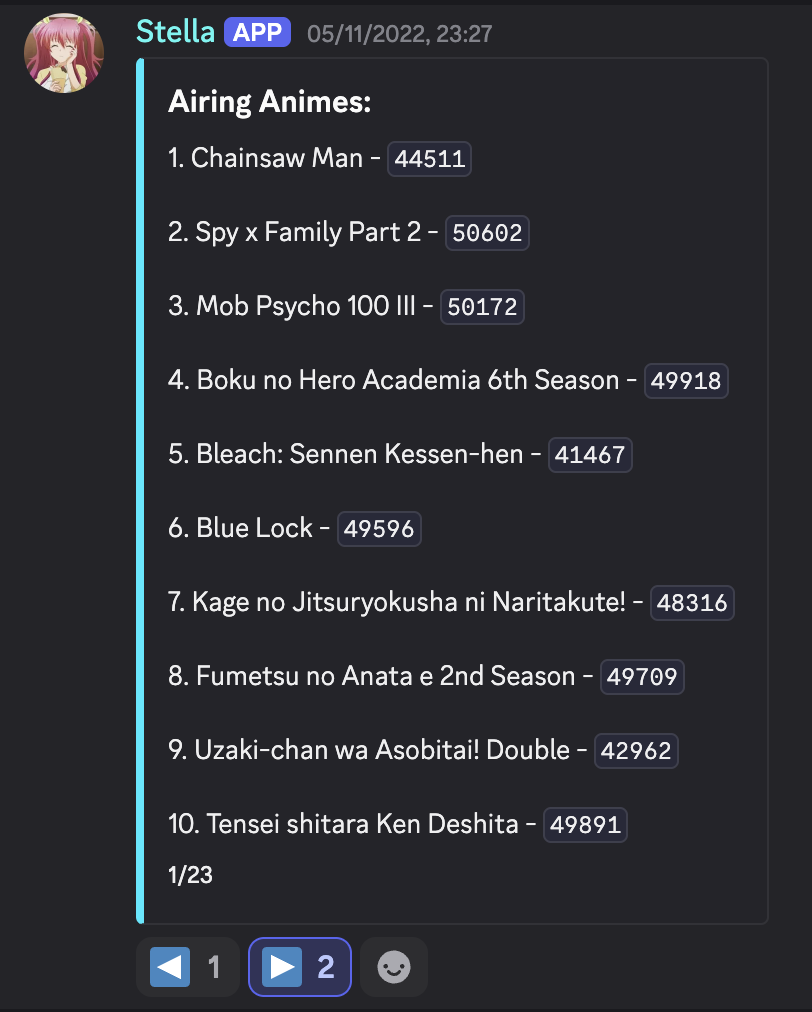 Stella APP 05/11/2022, 23:27
Airing Animes:
1. Chainsaw Man - 44511
2. Spy x Family Part 2 - 50602
3. Mob Psycho 100 III - 50172
4. Boku no Hero Academia 6th Season - 49918
5. Bleach: Sennen Kessen-hen - 41467
6. Blue Lock - 49596
7. Kage no Jitsuryokusha ni Naritakute! - 48316
8. Fumetsu no Anata e 2nd Season - 49709
9. Uzaki-chan wa Asobitai! Double - 42962
10. Tensei shitara Ken Deshita - 49891
1/23
1 2